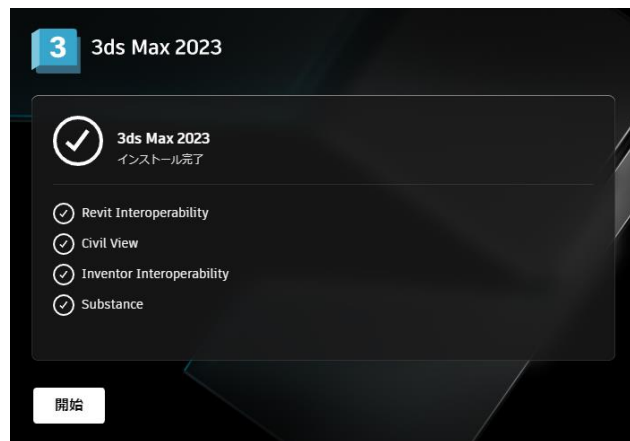 3 3ds Max 2023
3ds Max 2023
インストール完了
Revit Interoperability
Civil View
Inventor Interoperability
Substance
開始